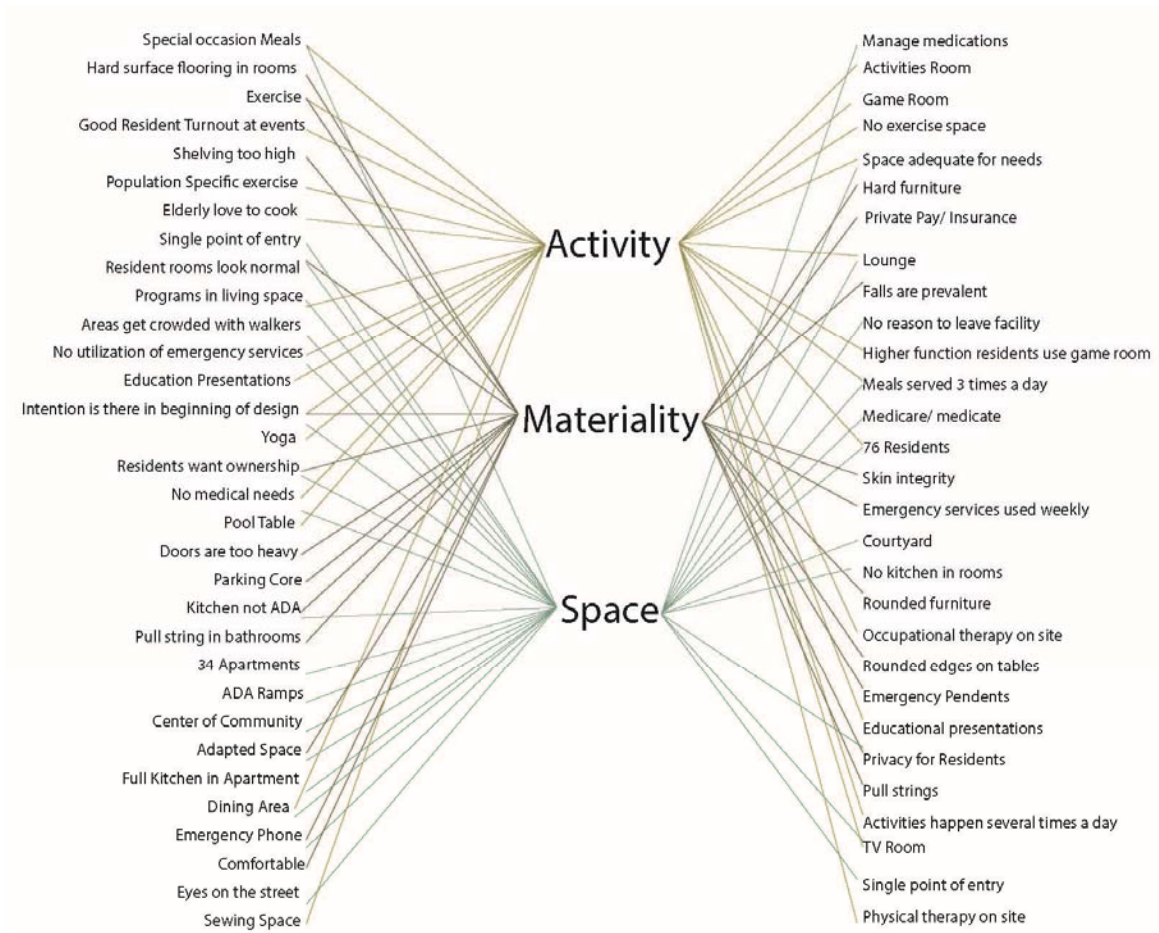 Special occasion Meals
Hard surface flooring in rooms
Exercise
Good Resident Turnout at events
Shelving too high
Population Specific exercise
Elderly love to cook
Single point of entry
Resident rooms look normal
Programs in living space
Areas get crowded with walkers
No utilization of emergency services
Education Presentations
Intention is there in beginning of design
Yoga
Residents want ownership
No medical needs
Pool Table
Doors are too heavy
Parking Core
Kitchen not ADA
Pull string in bathrooms
34 Apartments
ADA Ramps
Center of Community
Adapted Space
Full Kitchen in Apartment
Dining Area
Emergency Phone
Comfortable
Eyes on the street
Sewing Space
Activity
Materiality
Space
Manage medications
Activities Room
Game Room
No exercise space
Space adequate for needs
Hard furniture
Private Pay/ Insurance
Lounge
Falls are prevalent
No reason to leave facility
Higher function residents use game room
Meals served 3 times a day
Medicare/ medicate
76 Residents
Skin integrity
Emergency services used weekly
Courtyard
No kitchen in rooms
Rounded furniture
Occupational therapy on site
Rounded edges on tables
Emergency Pendents
Educational presentations
Privacy for Residents
Pull strings
Activities happen several times a day
TV Room
Single point of entry
Physical therapy on site